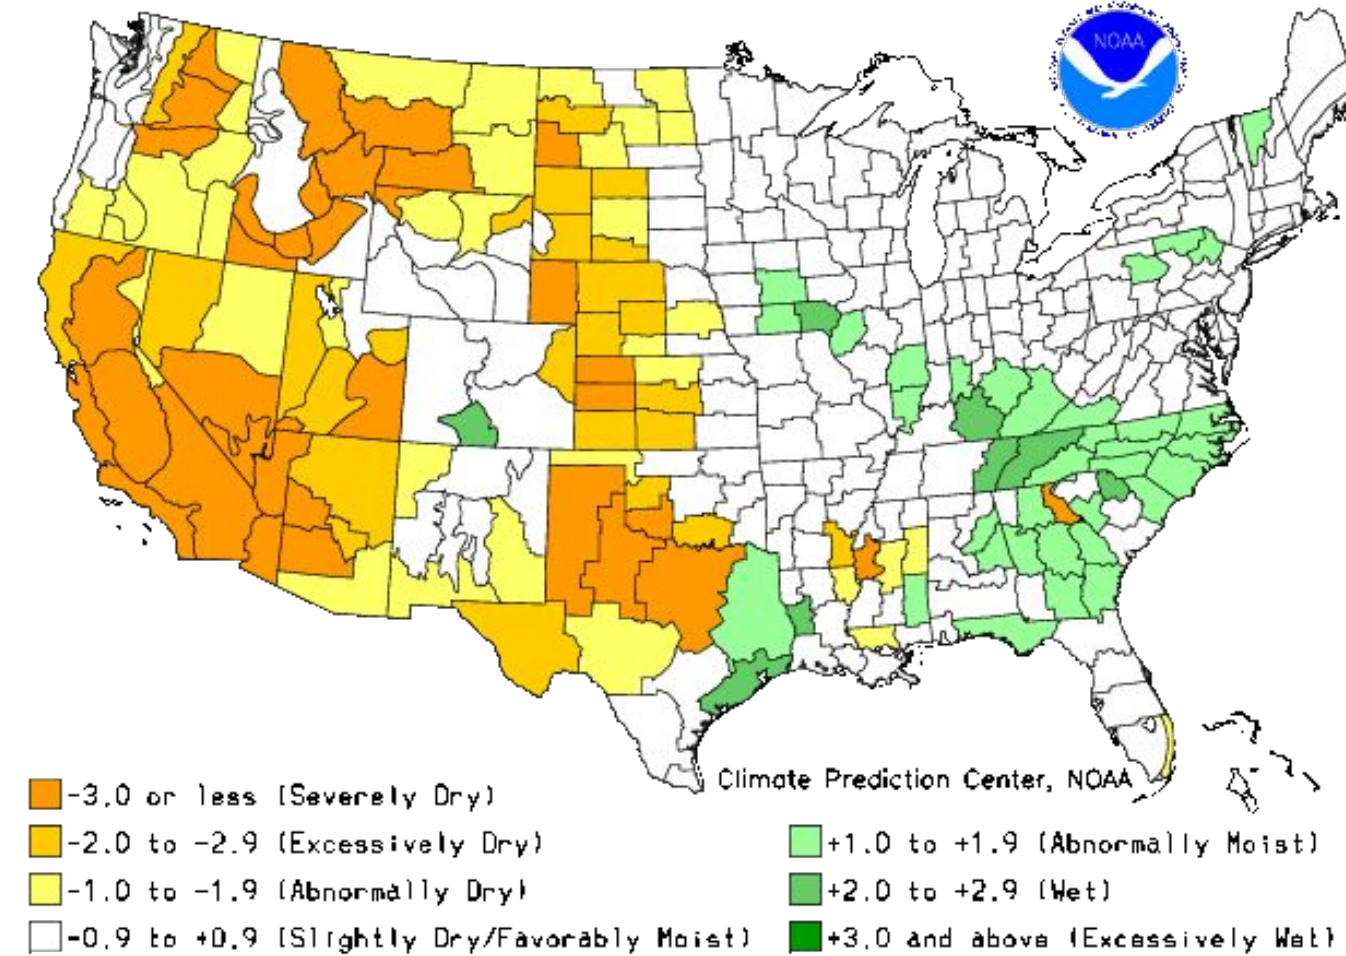 NOAA
Climate Prediction Center, NOAA
-3.0 or less (Severely Dry)
-2.0 to -2.9 (Excessively Dry)
-1.0 to -1.9 (Abnormally Dry)
-0.9 to +0.9 (Slightly Dry/Favorably Moist)
+1.0 to +1.9 (Abnormally Moist)
+2.0 to +2.9 (Wet)
+3.0 and above (Excessively Wet)